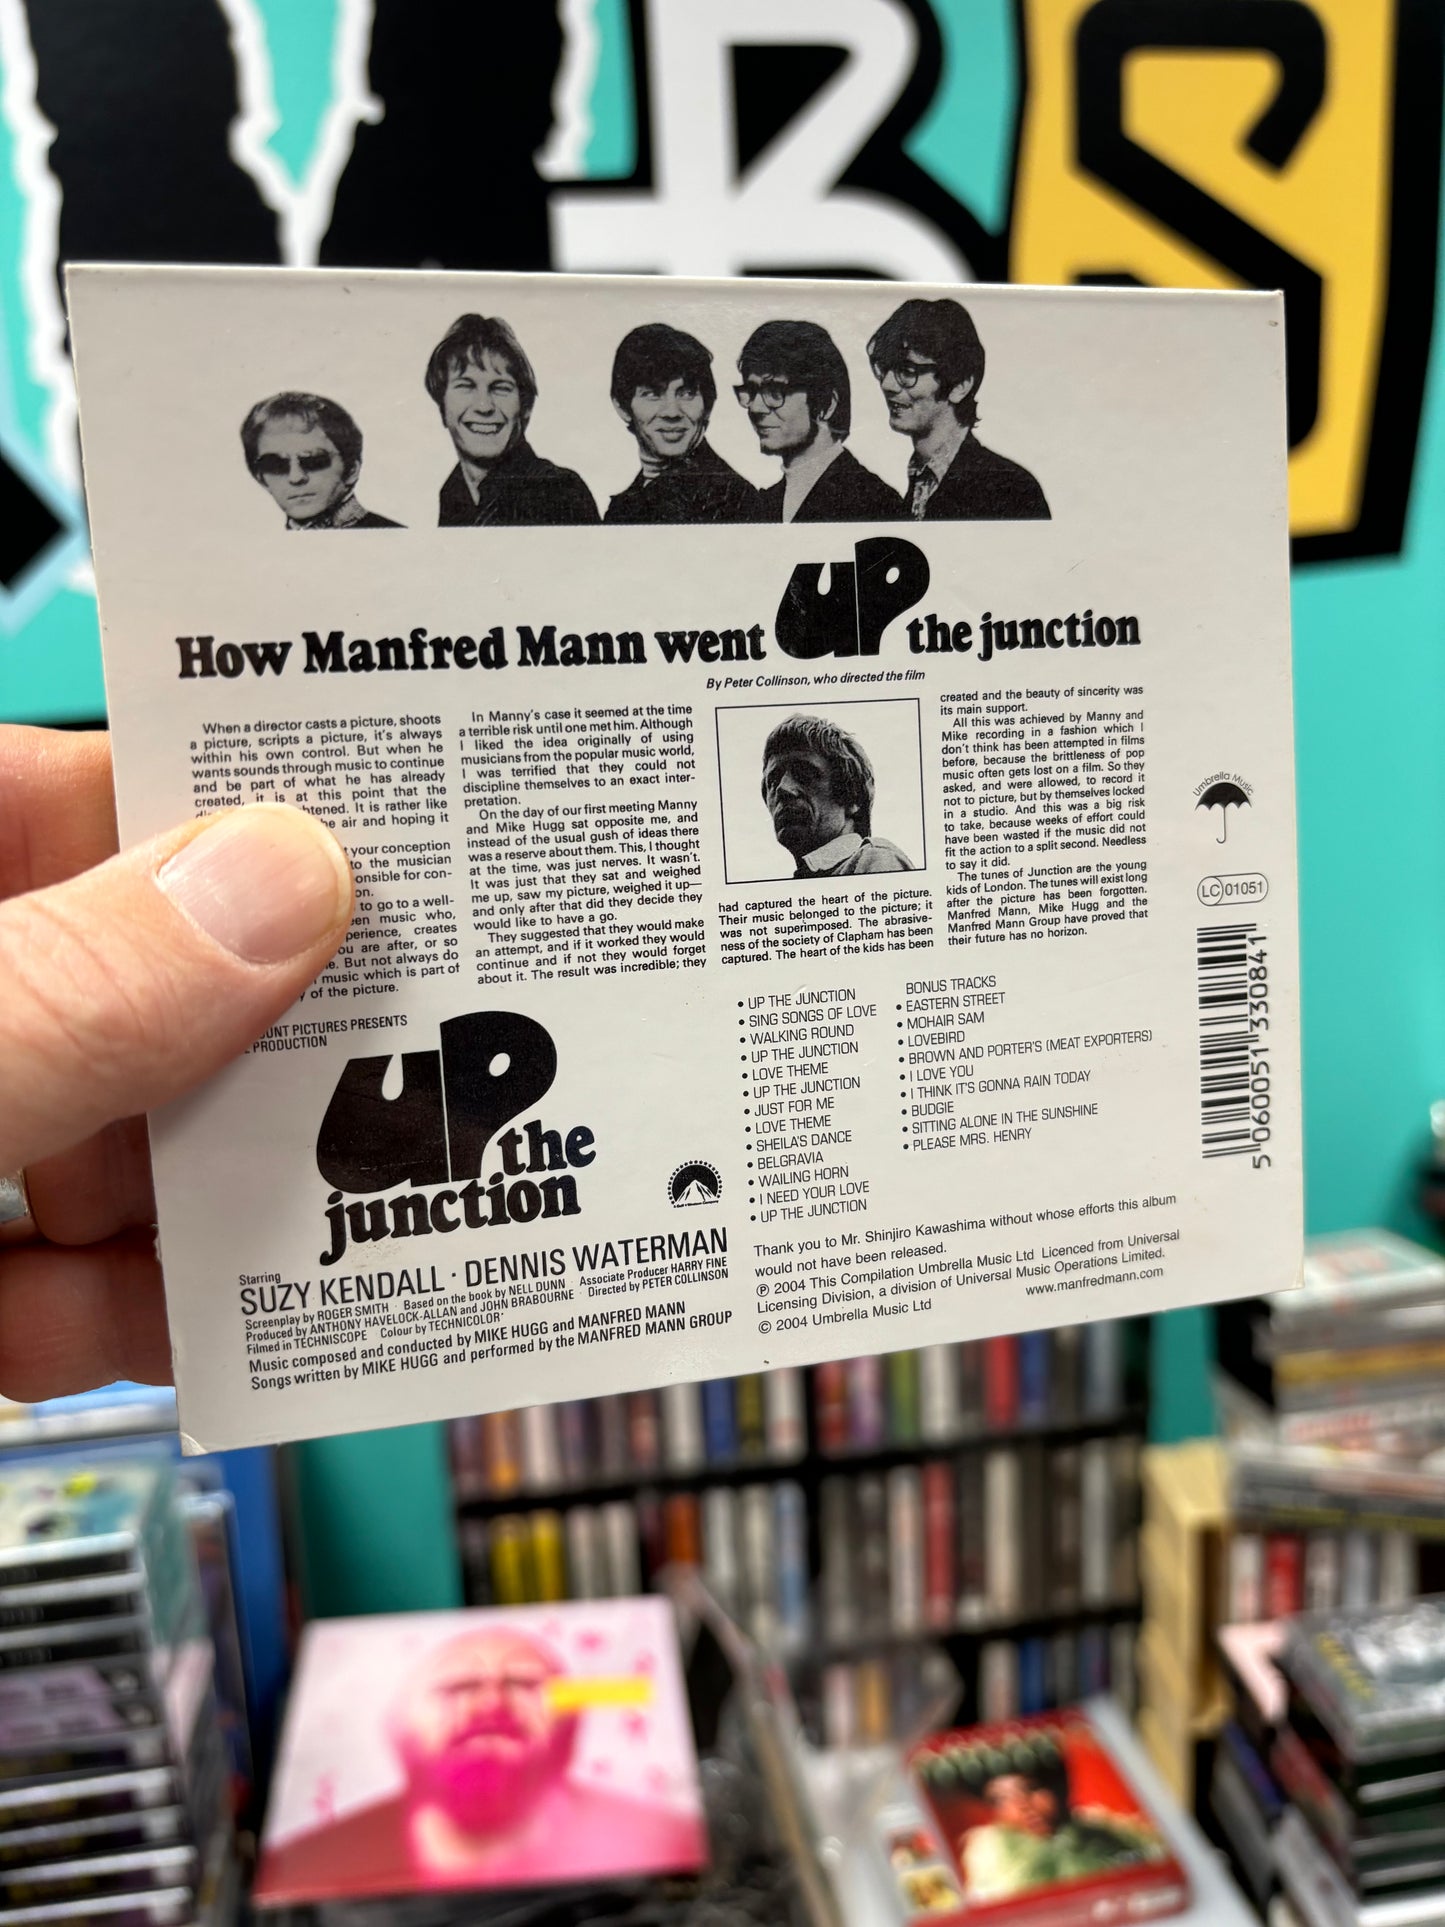 BS
How Manfred Mann went UP the junction
By Peter Collinson, who directed the film
When a director casts a picture, shoots
a picture, scripts a picture, it's always
within his own control. But when he
wants sounds through music to continue
and be part of what he has already
created, it is at this point that the
htened. It is rather like
he air and hoping it
your conception
to the musician
onsible for con-
on.
to go to a well-
en music who,
perience, creates
ou are after, or so
e. But not always do
music which is part of
y of the picture.
In Manny's case it seemed at the time
a terrible risk until one met him. Although
I liked the idea originally of using
musicians from the popular music world,
I was terrified that they could not
discipline themselves to an exact inter-
pretation.
On the day of our first meeting Manny
and Mike Hugg sat opposite me, and
instead of the usual gush of ideas there
was a reserve about them. This, I thought
at the time, was just nerves. It wasn't.
It was just that they sat and weighed
me up, saw my picture, weighed it up—
and only after that did they decide they
would like to have a go.
They suggested that they would make
an attempt, and if it worked they would
continue and if not they would forget
about it. The result was incredible; they
had captured the heart of the picture.
Their music belonged to the picture; it
was not superimposed. The abrasive-
ness of the society of Clapham has been
captured. The heart of the kids has been
created and the beauty of sincerity was
its main support.
All this was achieved by Manny and
Mike recording in a fashion which I
don't think has been attempted in films
before, because the brittleness of pop
music often gets lost on a film. So they
asked, and were allowed, to record it
not to picture, but by themselves locked
in a studio. And this was a big risk
to take, because weeks of effort could
have been wasted if the music did not
fit the action to a split second. Needless
to say it did.
The tunes of Junction are the young
kids of London. The tunes will exist long
after the picture has been forgotten.
Manfred Mann, Mike Hugg and the
Manfred Mann Group have proved that
their future has no horizon.
Umbrella Music
LC 01051
5 060051 330841
OUNT PICTURES PRESENTS
PRODUCTION
UP
the
junction
Starring
SUZY KENDALL · DENNIS WATERMAN
Screenplay by ROGER SMITH · Based on the book by NELL DUNN · Associate Producer HARRY FINE
Produced by ANTHONY HAVELOCK-ALLAN and JOHN BRABOURNE · Directed by PETER COLLINSON
Filmed in TECHNISCOPE Colour by TECHNICOLOR
Music composed and conducted by MIKE HUGG and MANFRED MANN
Songs written by MIKE HUGG and performed by the MANFRED MANN GROUP
Paramount
• UP THE JUNCTION
• SING SONGS OF LOVE
• WALKING ROUND
• UP THE JUNCTION
• LOVE THEME
• UP THE JUNCTION
• JUST FOR ME
• LOVE THEME
• SHEILA'S DANCE
• BELGRAVIA
• WAILING HORN
• I NEED YOUR LOVE
• UP THE JUNCTION
BONUS TRACKS
• EASTERN STREET
• MOHAIR SAM
• LOVEBIRD
• BROWN AND PORTER'S (MEAT EXPORTERS)
• I LOVE YOU
• I THINK IT'S GONNA RAIN TODAY
• BUDGIE
• SITTING ALONE IN THE SUNSHINE
• PLEASE MRS. HENRY
Thank you to Mr. Shinjiro Kawashima without whose efforts this album
would not have been released.
℗ 2004 This Compilation Umbrella Music Ltd Licenced from Universal
Licensing Division, a division of Universal Music Operations Limited.
© 2004 Umbrella Music Ltd
www.manfredmann.com